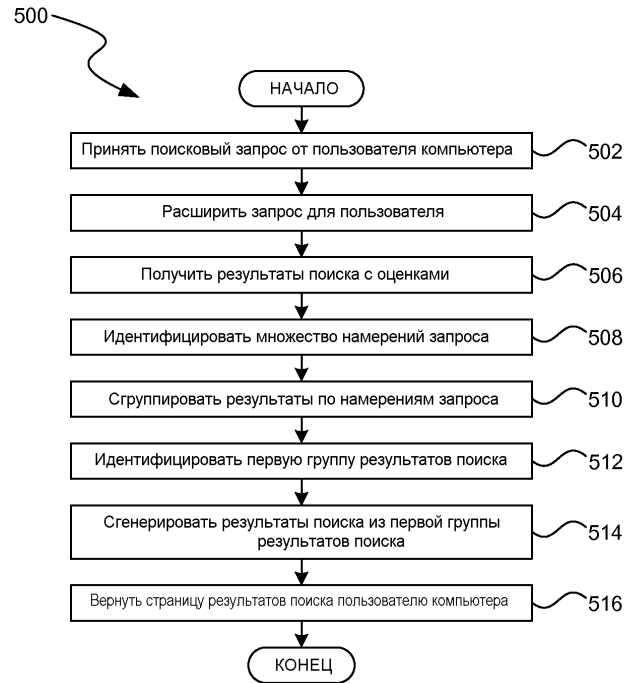 500
НАЧАЛО
Принять поисковый запрос от пользователя компьютера
502
Расширить запрос для пользователя
504
Получить результаты поиска с оценками
506
Идентифицировать множество намерений запроса
508
Сгруппировать результаты по намерениям запроса
510
Идентифицировать первую группу результатов поиска
512
Сгенерировать результаты поиска из первой группы
результатов поиска
514
Вернуть страницу результатов поиска пользователю компьютера
516
КОНЕЦ